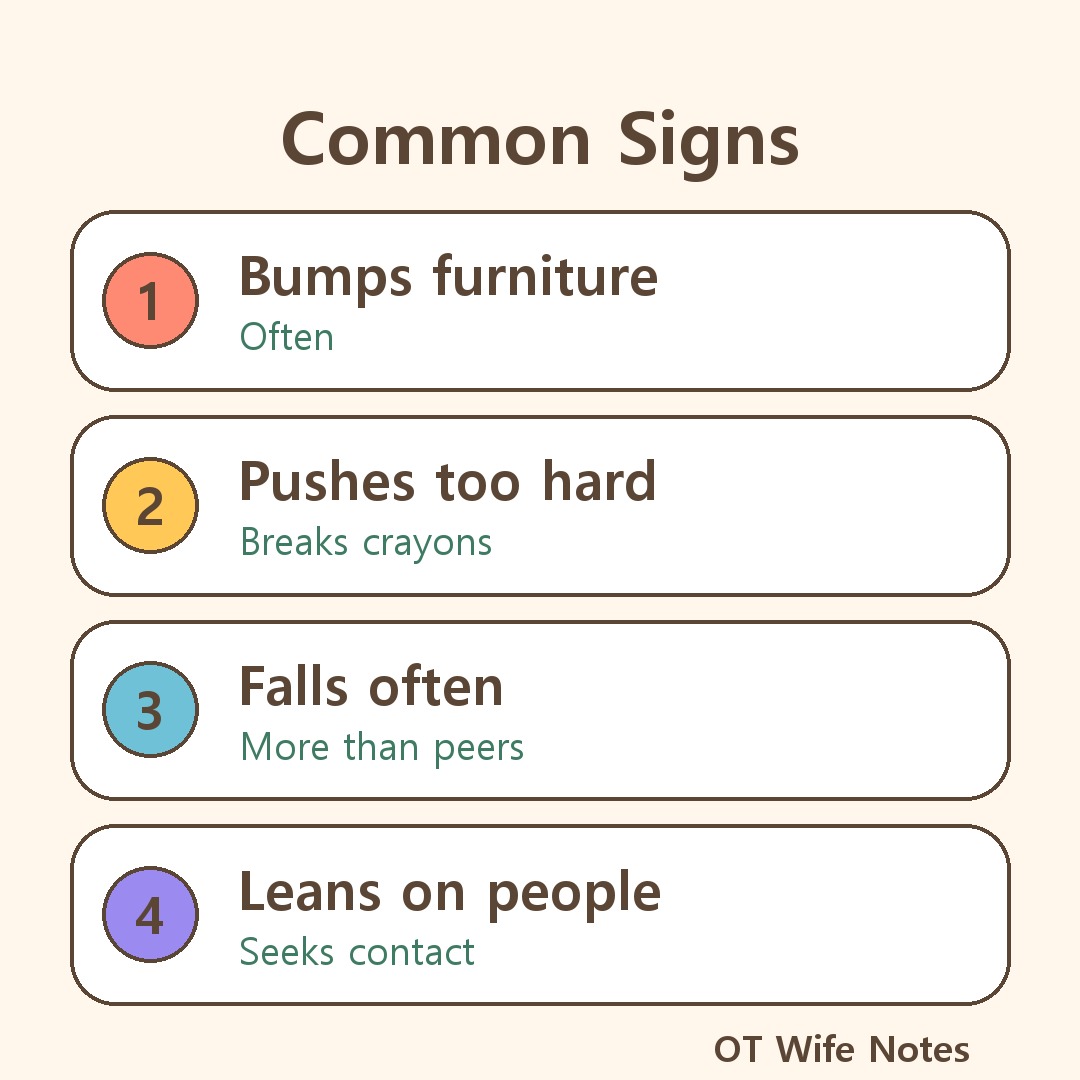 Common Signs
1
Bumps furniture
Often
2
Pushes too hard
Breaks crayons
3
Falls often
More than peers
4
Leans on people
Seeks contact
OT Wife Notes